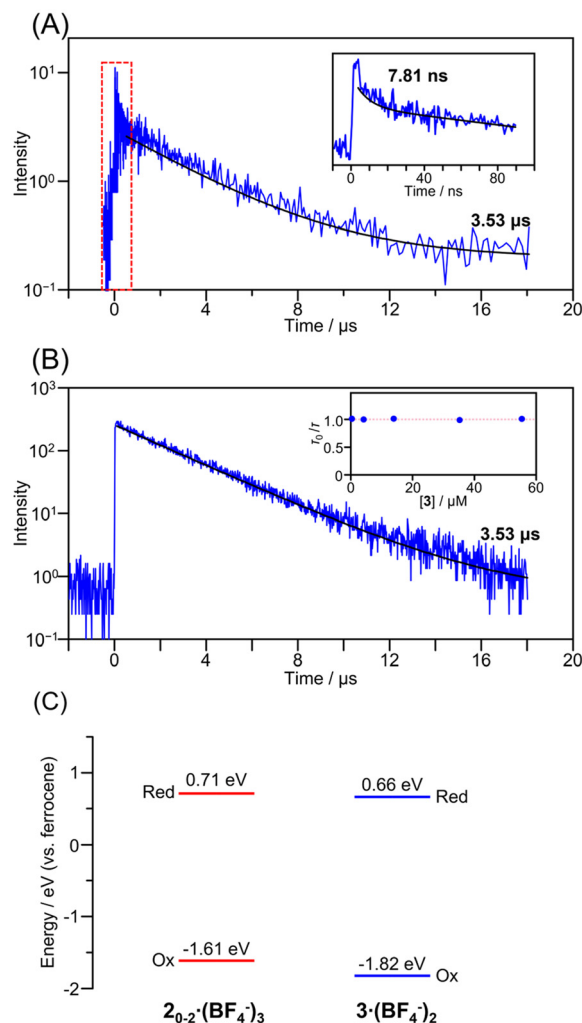 (A)
7.81 ns
0 40 80
Time / ns
10¹
10⁰
10⁻¹
Intensity
3.53 µs
0 4 8 12 16 20
Time / µs
(B)
10³
10²
10¹
10⁰
10⁻¹
Intensity
1.0
0.5
0
τ₀/τ
0 20 40 60
[3] / µM
3.53 µs
0 4 8 12 16 20
Time / µs
(C)
Energy / eV (vs. ferrocene)
1
0
-1
-2
Red 0.71 eV
0.66 eV Red
Ox -1.61 eV
-1.82 eV Ox
2₀₋₂·(BF₄⁻)₃ 3·(BF₄⁻)₂